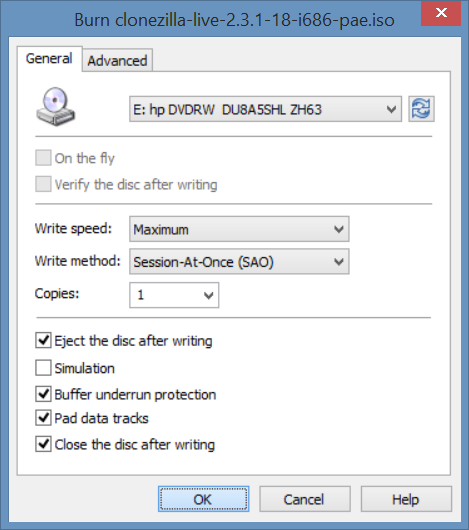 Burn clonezilla-live-2.3.1-18-i686-pae.iso
General Advanced
E: hp DVDRW DU8A5SHL ZH63
On the fly
Verify the disc after writing
Write speed: Maximum
Write method: Session-At-Once (SAO)
Copies: 1
Eject the disc after writing
Simulation
Buffer underrun protection
Pad data tracks
Close the disc after writing
OK Cancel Help